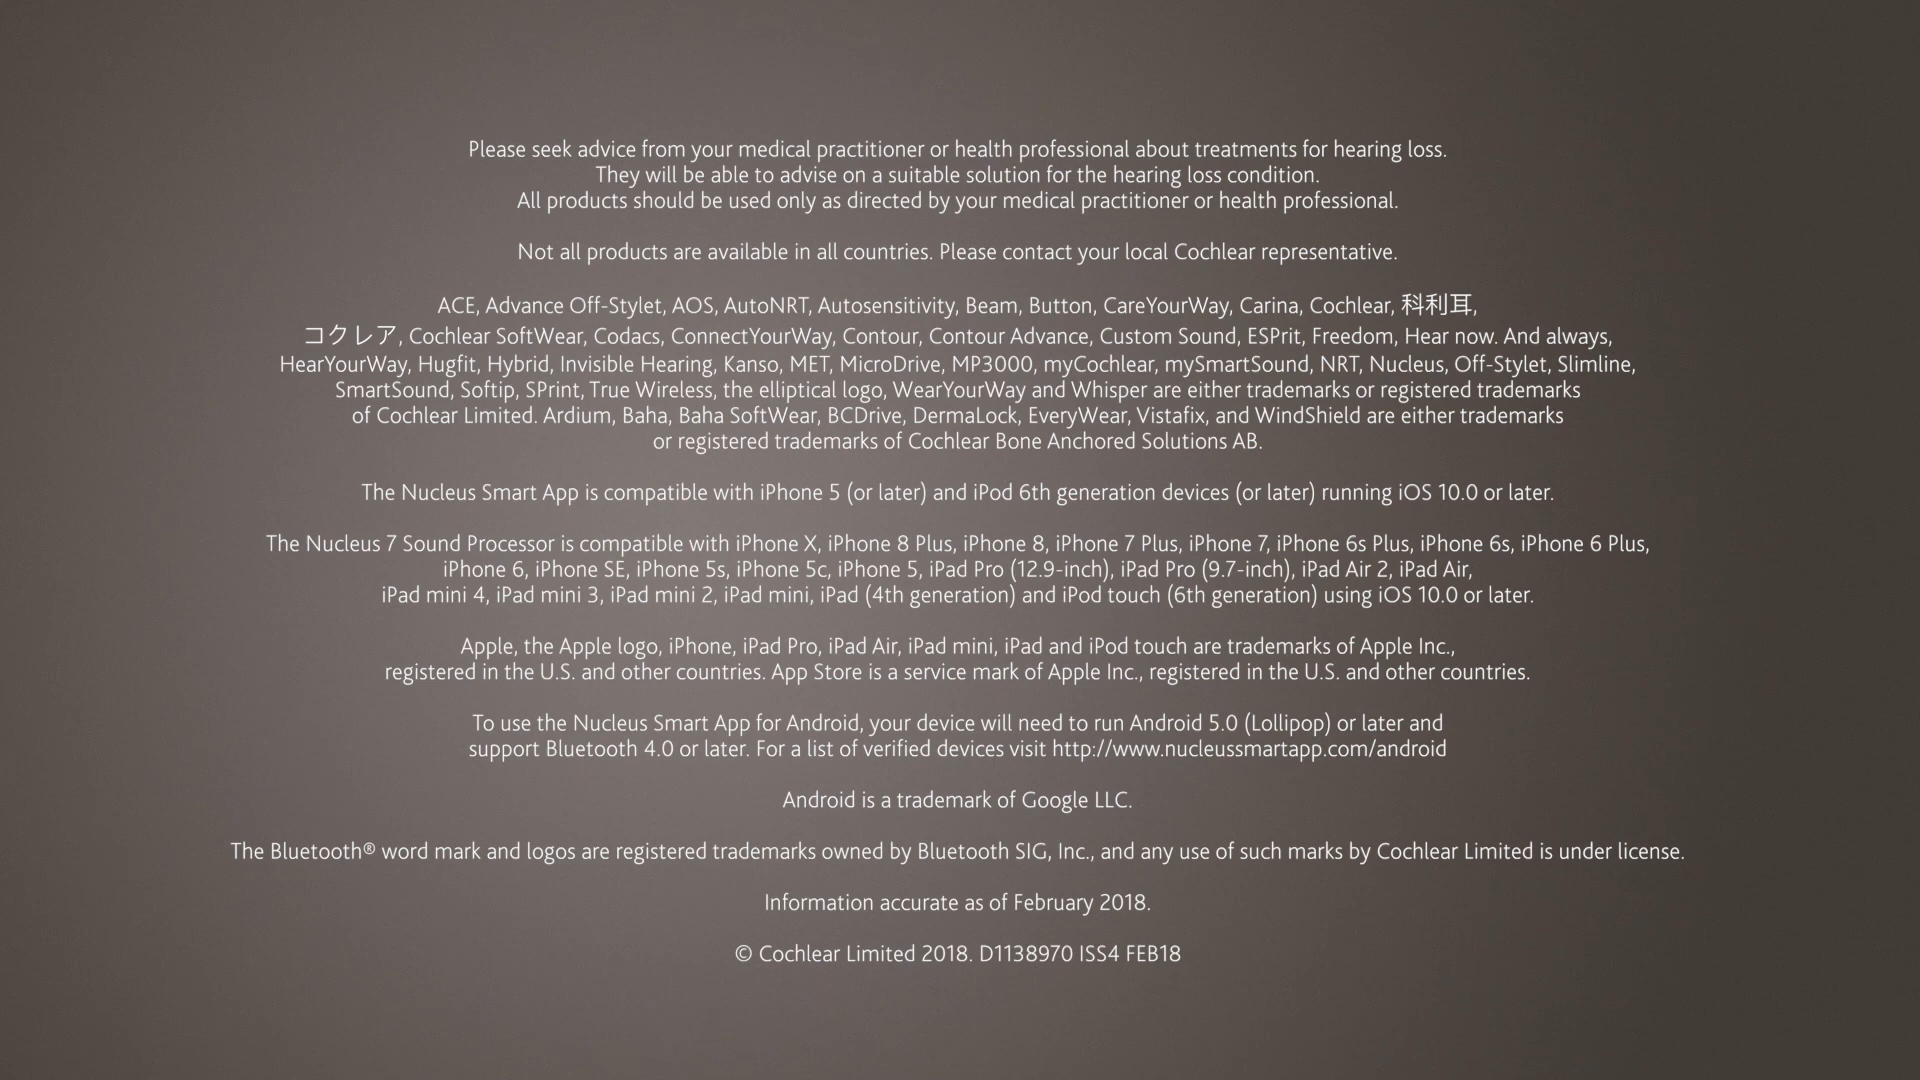 Please seek advice from your medical practitioner or health professional about treatments for hearing loss.
They will be able to advise on a suitable solution for the hearing loss condition.
All products should be used only as directed by your medical practitioner or health professional.
Not all products are available in all countries. Please contact your local Cochlear representative.
ACE, Advance Off-Stylet, AOS, AutoNRT, Autosensitivity, Beam, Button, CareYourWay, Carina, Cochlear, 科利耳,
コクレア, Cochlear SoftWear, Codacs, ConnectYourWay, Contour, Contour Advance, Custom Sound, ESPrit, Freedom, Hear now. And always,
HearYourWay, Hugfit, Hybrid, Invisible Hearing, Kanso, MET, MicroDrive, MP3000, myCochlear, mySmartSound, NRT, Nucleus, Off-Stylet, Slimline,
SmartSound, Softip, SPrint, True Wireless, the elliptical logo, WearYourWay and Whisper are either trademarks or registered trademarks
of Cochlear Limited. Ardium, Baha, Baha SoftWear, BCDrive, DermaLock, EveryWear, Vistafix, and WindShield are either trademarks
or registered trademarks of Cochlear Bone Anchored Solutions AB.
The Nucleus Smart App is compatible with iPhone 5 (or later) and iPod 6th generation devices (or later) running iOS 10.0 or later.
The Nucleus 7 Sound Processor is compatible with iPhone X, iPhone 8 Plus, iPhone 8, iPhone 7 Plus, iPhone 7, iPhone 6s Plus, iPhone 6s, iPhone 6 Plus,
iPhone 6, iPhone SE, iPhone 5s, iPhone 5c, iPhone 5, iPad Pro (12.9-inch), iPad Pro (9.7-inch), iPad Air 2, iPad Air,
iPad mini 4, iPad mini 3, iPad mini 2, iPad mini, iPad (4th generation) and iPod touch (6th generation) using iOS 10.0 or later.
Apple, the Apple logo, iPhone, iPad Pro, iPad Air, iPad mini, iPad and iPod touch are trademarks of Apple Inc.,
registered in the U.S. and other countries. App Store is a service mark of Apple Inc., registered in the U.S. and other countries.
To use the Nucleus Smart App for Android, your device will need to run Android 5.0 (Lollipop) or later and
support Bluetooth 4.0 or later. For a list of verified devices visit http://www.nucleussmartapp.com/android
Android is a trademark of Google LLC.
The Bluetooth® word mark and logos are registered trademarks owned by Bluetooth SIG, Inc., and any use of such marks by Cochlear Limited is under license.
Information accurate as of February 2018.
© Cochlear Limited 2018. D1138970 ISS4 FEB18